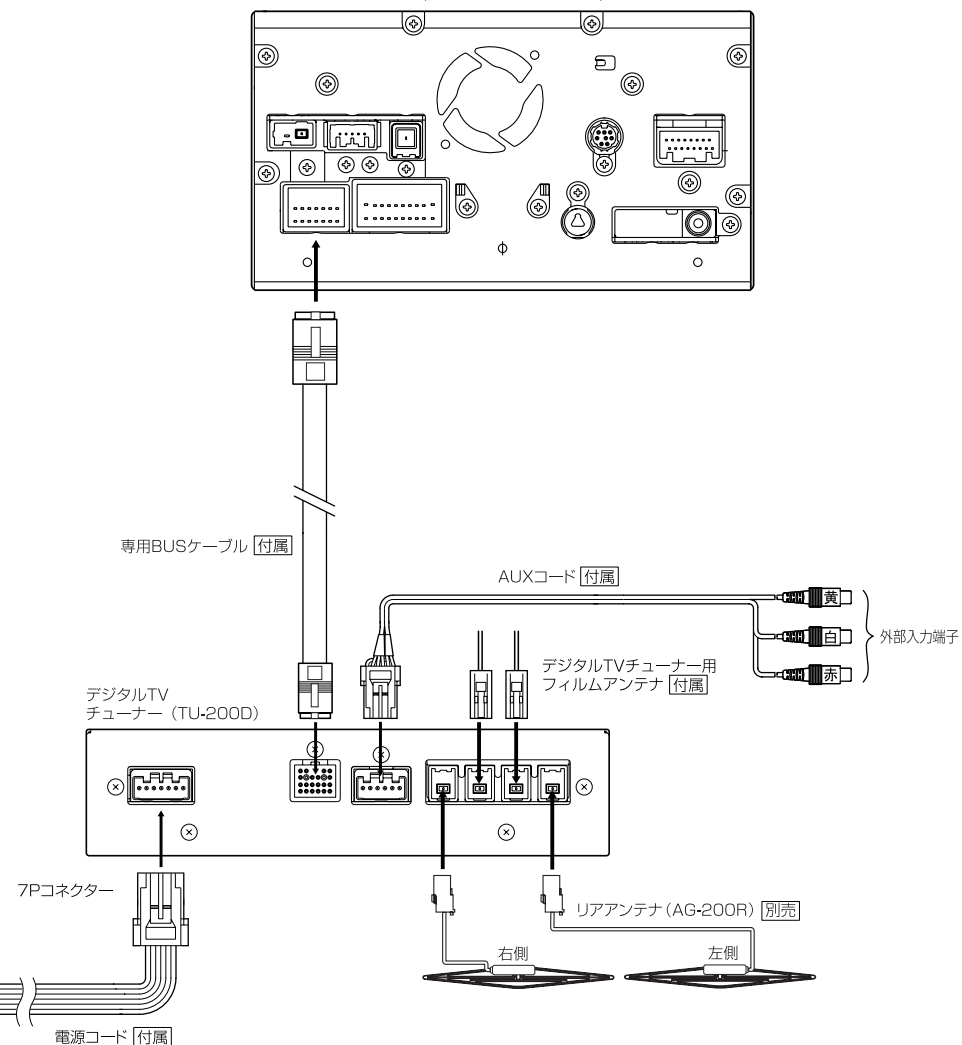 専用BUSケーブル 付属
AUXコード 付属
黄
白
赤
外部入力端子
デジタルTVチューナー用
フィルムアンテナ 付属
デジタルTV
チューナー（TU-200D）
7Pコネクター
リアアンテナ（AG-200R） 別売
右側
左側
電源コード 付属